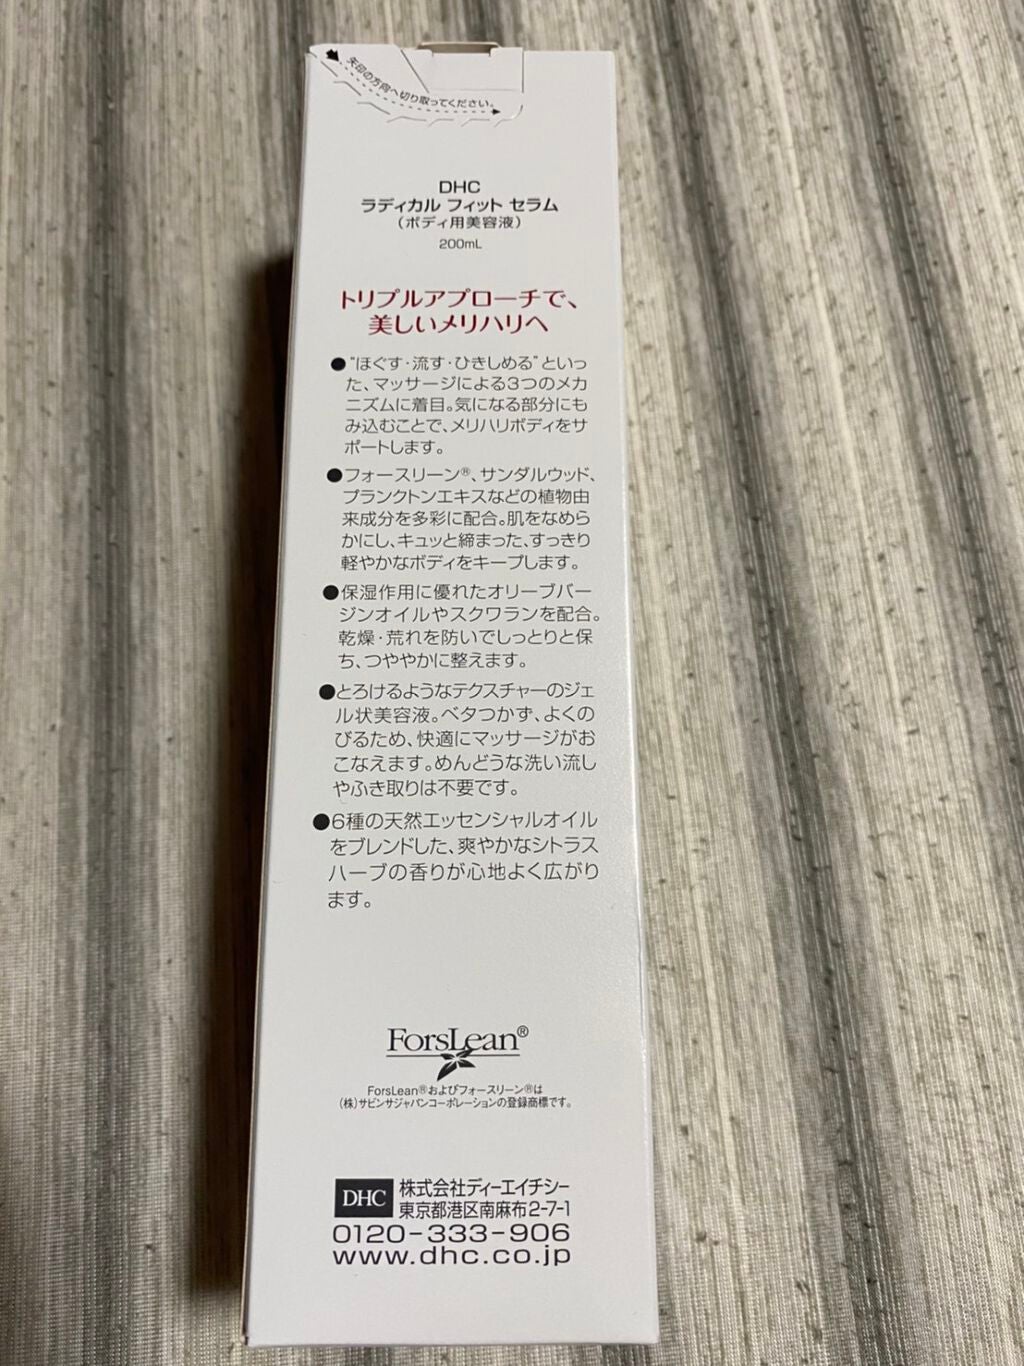 矢印の方向へ切り取ってください。
DHC
ラディカル フィット セラム
（ボディ用美容液）
200mL
トリプルアプローチで、
美しいメリハリへ
●“ほぐす・流す・ひきしめる”といっ
た、マッサージによる3つのメカ
ニズムに着目。気になる部分にも
み込むことで、メリハリボディをサ
ポートします。
●フォースリーン®、サンダルウッド、
プランクトンエキスなどの植物由
来成分を多彩に配合。肌をなめら
かにし、キュッと締まった、すっきり
軽やかなボディをキープします。
●保湿作用に優れたオリーブバー
ジンオイルやスクワランを配合。
乾燥・荒れを防いでしっとりと保
ち、つややかに整えます。
●とろけるようなテクスチャーのジェ
ル状美容液。ベタつかず、よくの
びるため、快適にマッサージがお
こなえます。めんどうな洗い流し
やふき取りは不要です。
●6種の天然エッセンシャルオイル
をブレンドした、爽やかなシトラス
ハーブの香りが心地よく広がり
ます。
ForsLean®
ForsLean®およびフォースリーン®は
（株）サビンサジャパンコーポレーションの登録商標です。
DHC 株式会社ディーエイチシー
東京都港区南麻布2-7-1
0120-333-906
www.dhc.co.jp